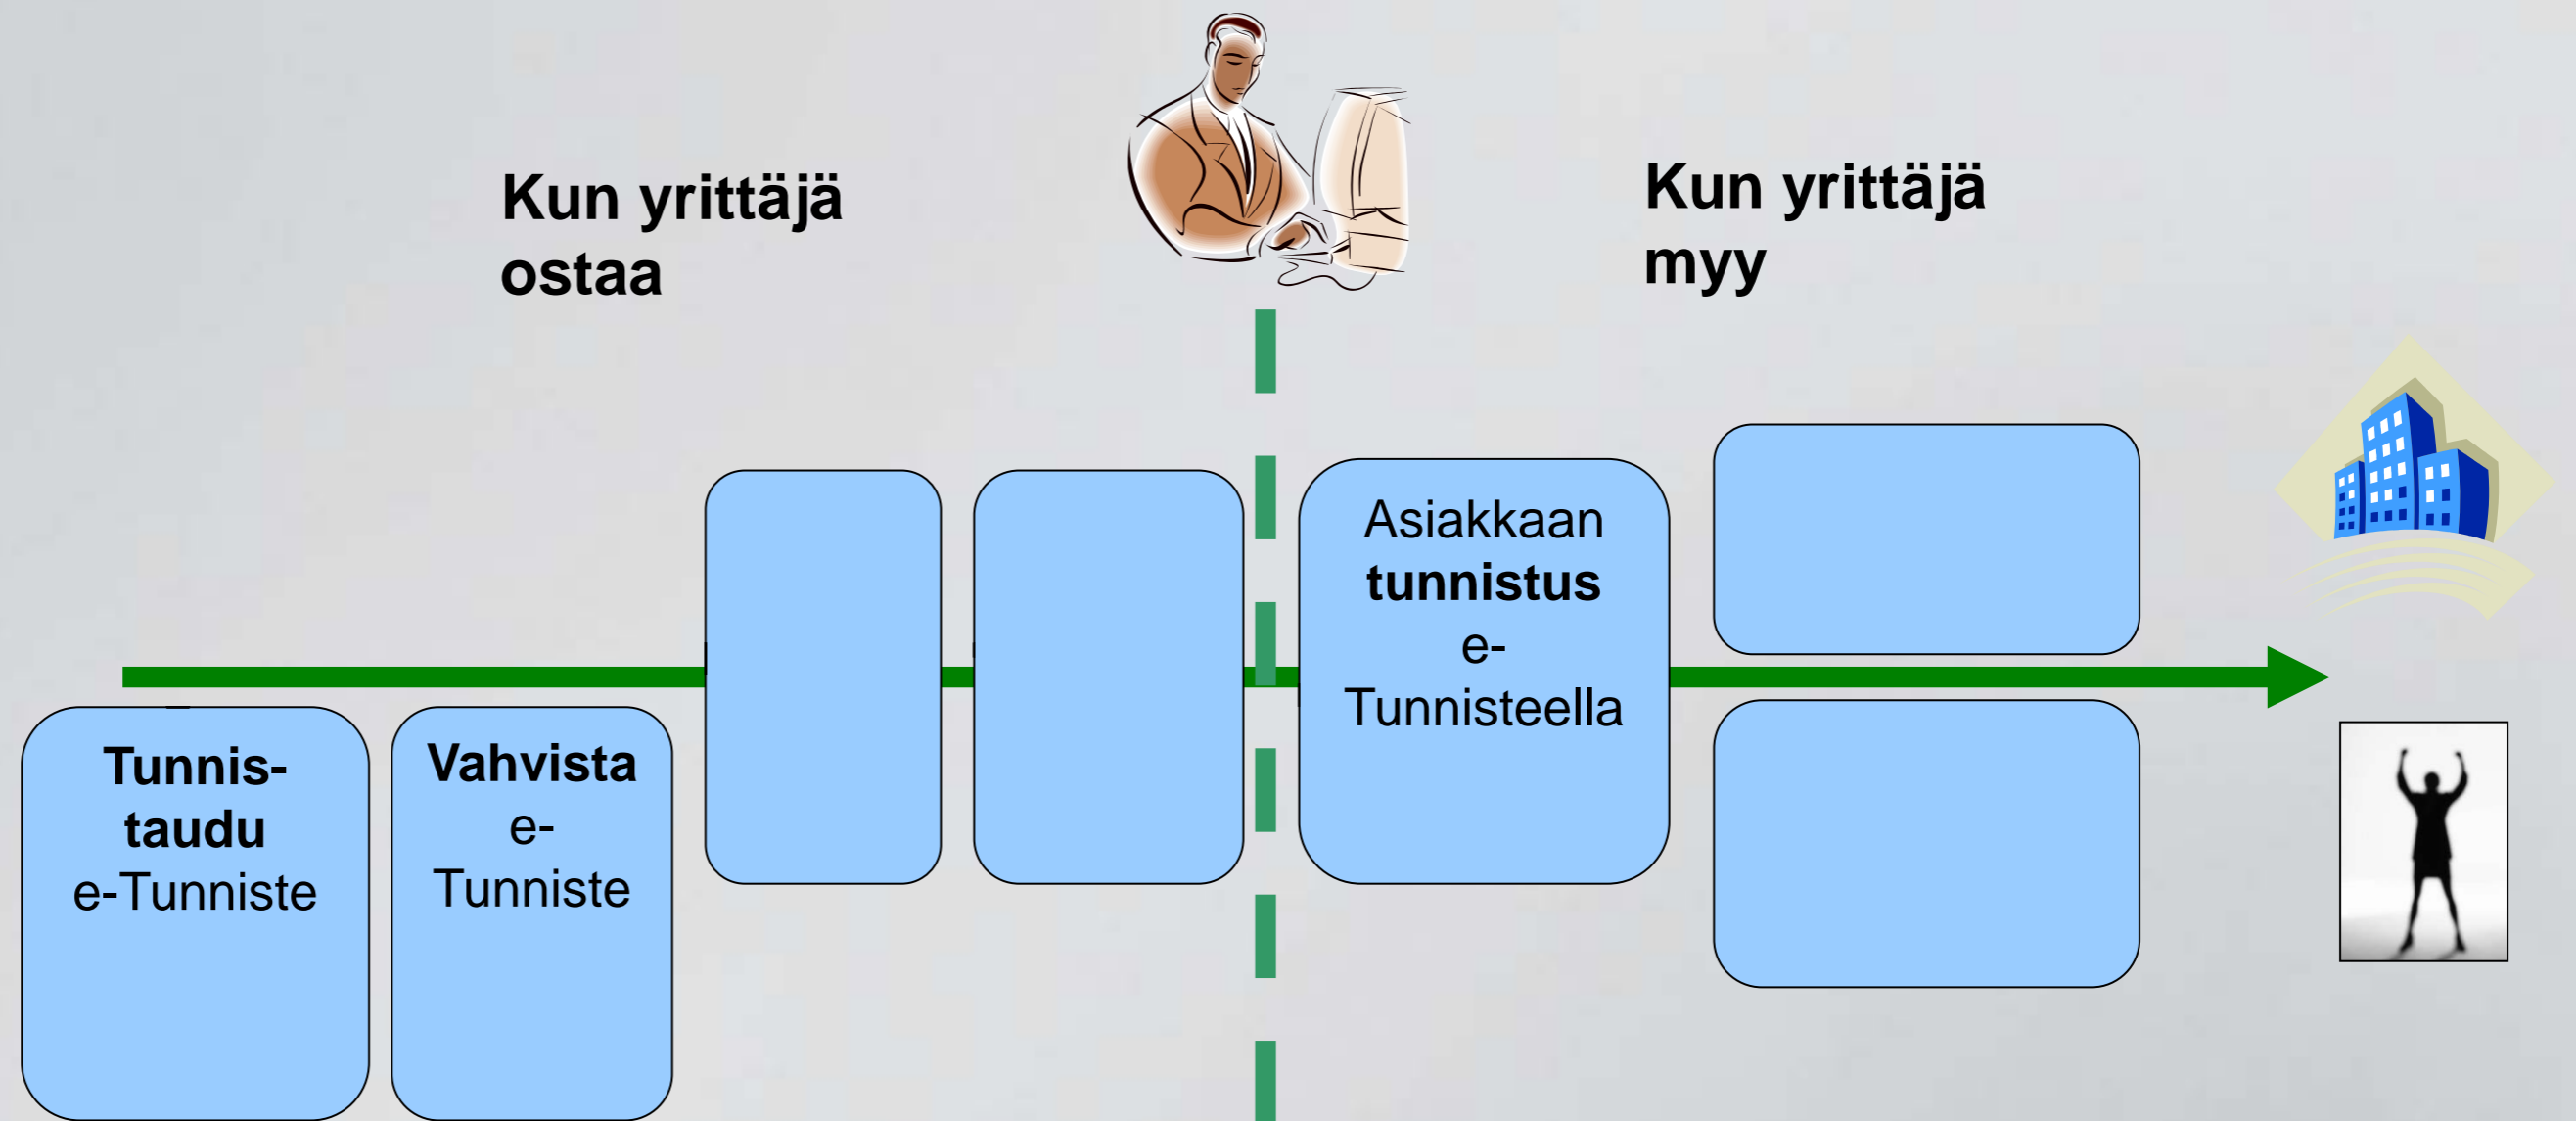 Kun yrittäjä
ostaa
Kun yrittäjä
myy
Tunnis-
taudu
e-Tunniste
Vahvista
e-
Tunniste
Asiakkaan
tunnistus
e-
Tunnisteella